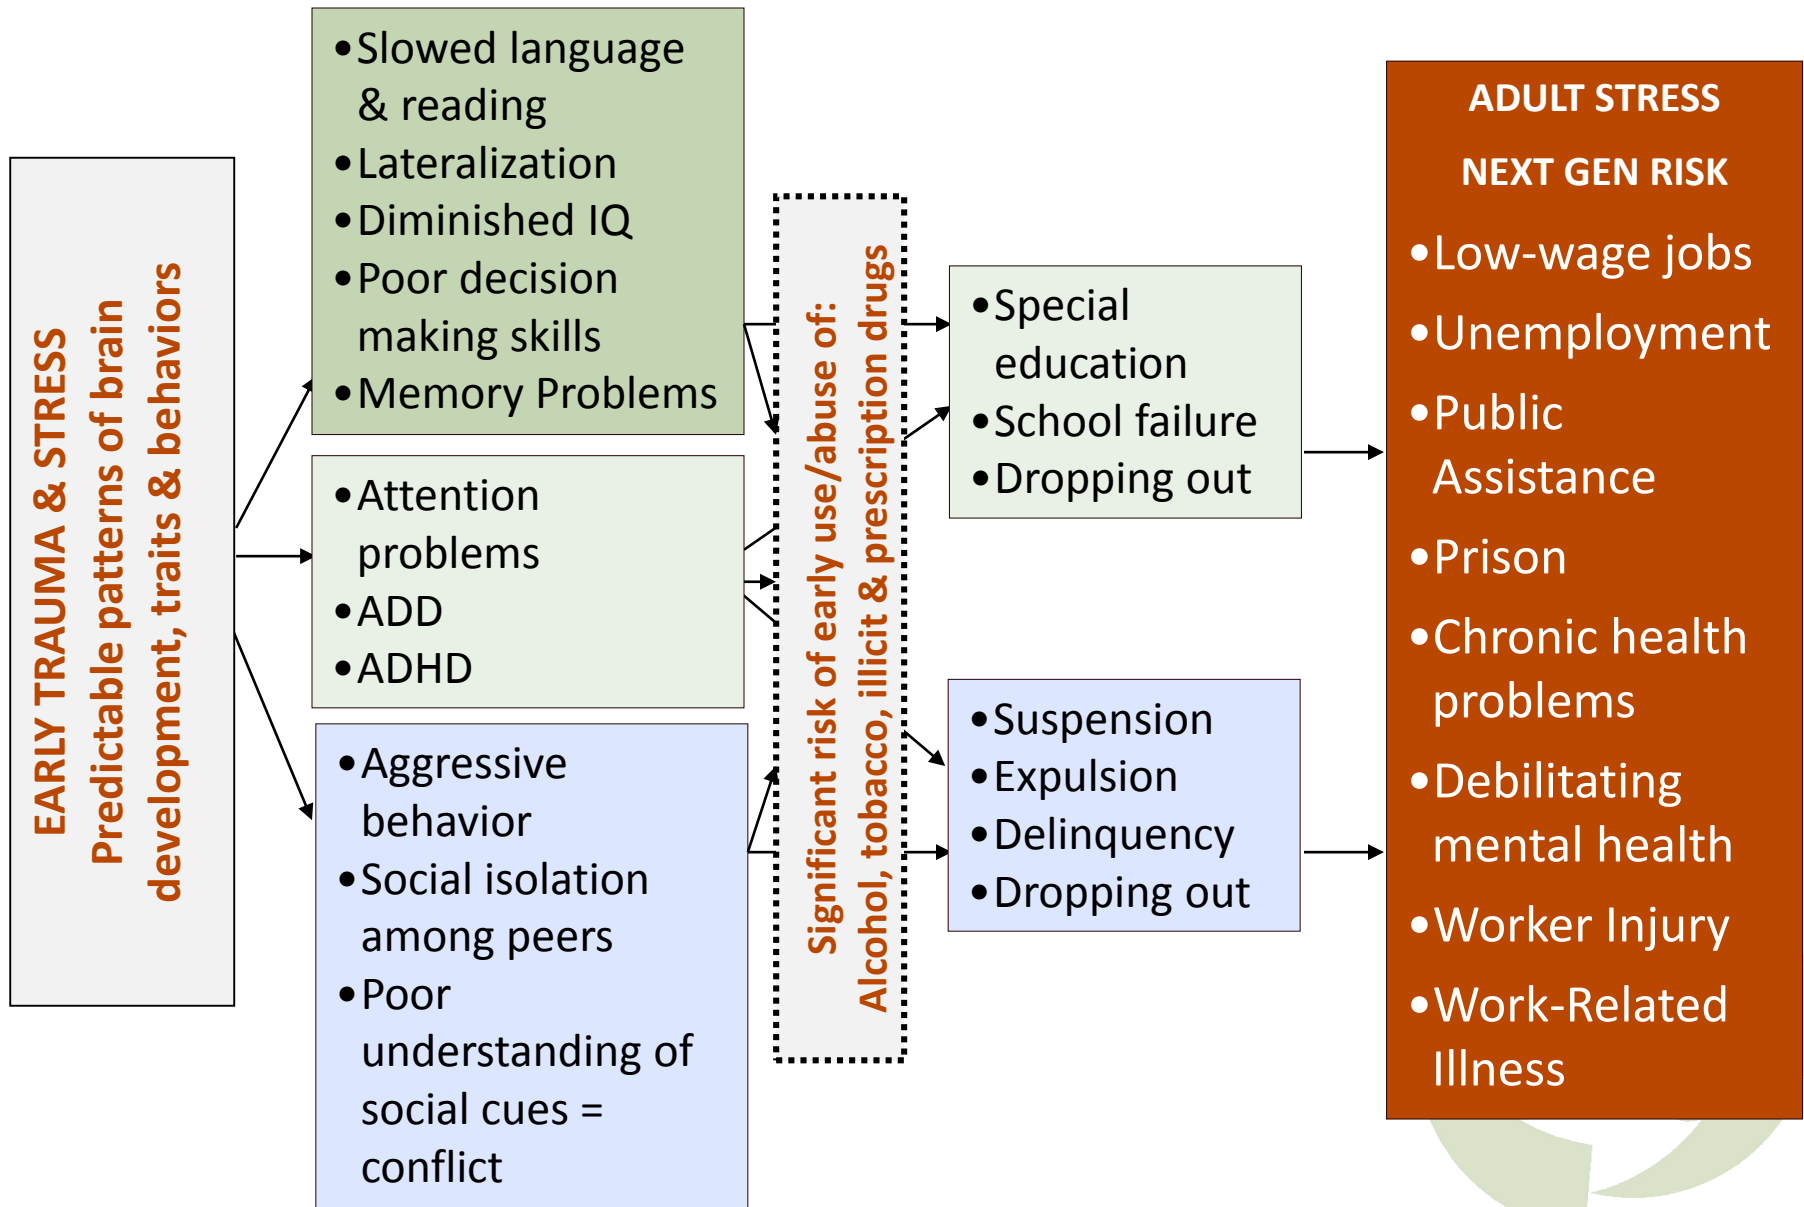 EARLY TRAUMA & STRESS
Predictable patterns of brain
development, traits & behaviors
•Slowed language
& reading
•Lateralization
•Diminished IQ
•Poor decision
making skills
•Memory Problems
•Attention
problems
•ADD
•ADHD
•Aggressive
behavior
•Social isolation
among peers
•Poor
understanding of
social cues =
conflict
Significant risk of early use/abuse of:
Alcohol, tobacco, illicit & prescription drugs
•Special
education
•School failure
•Dropping out
•Suspension
•Expulsion
•Delinquency
•Dropping out
ADULT STRESS
NEXT GEN RISK
•Low-wage jobs
•Unemployment
•Public
Assistance
•Prison
•Chronic health
problems
•Debilitating
mental health
•Worker Injury
•Work-Related
Illness